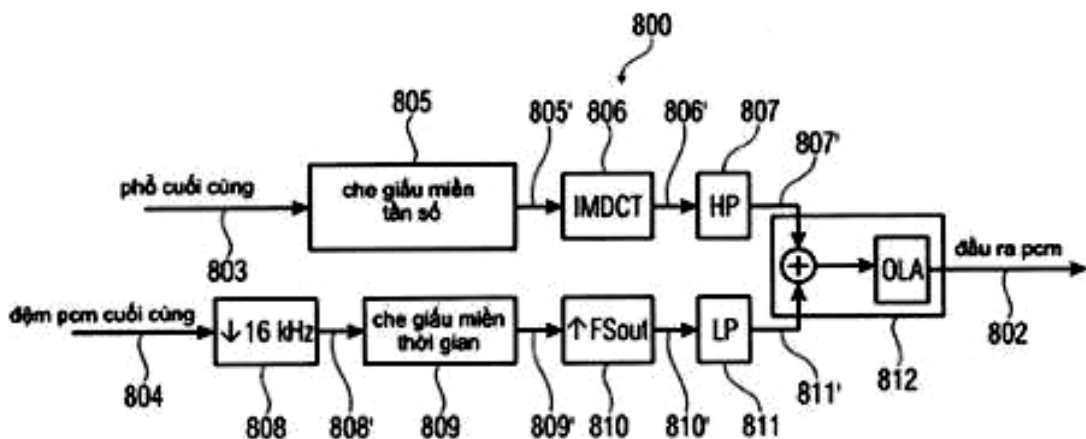 800
805
805'
806
806'
807
807'
phổ cuối cùng
che giấu miền
tần số
IMDCT
HP
803
đệm pcm cuối cùng
↓ 16 kHz
che giấu miền
thời gian
↑ FSout
LP
+
OLA
đầu ra pcm
804
808
808'
809
809'
810
810'
811
811'
812
802